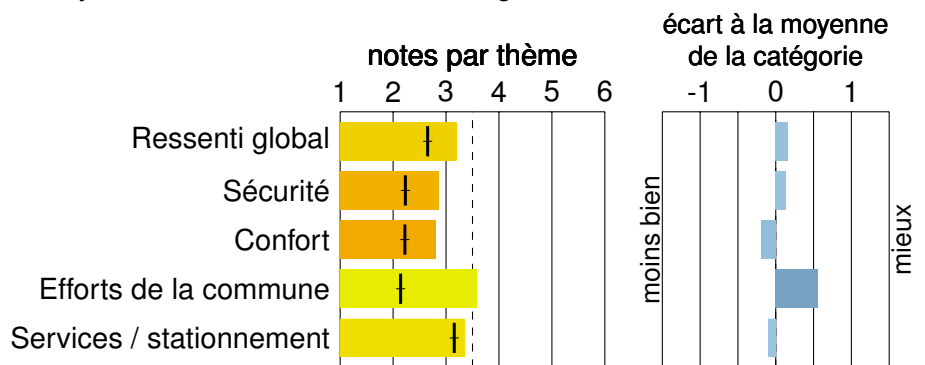 écart à la moyenne
notes par thème
de la catégorie
1 2 3 4 5 6
-1 0 1
Ressenti global
Sécurité
Confort
Efforts de la commune
Services / stationnement
moins bien
mieux